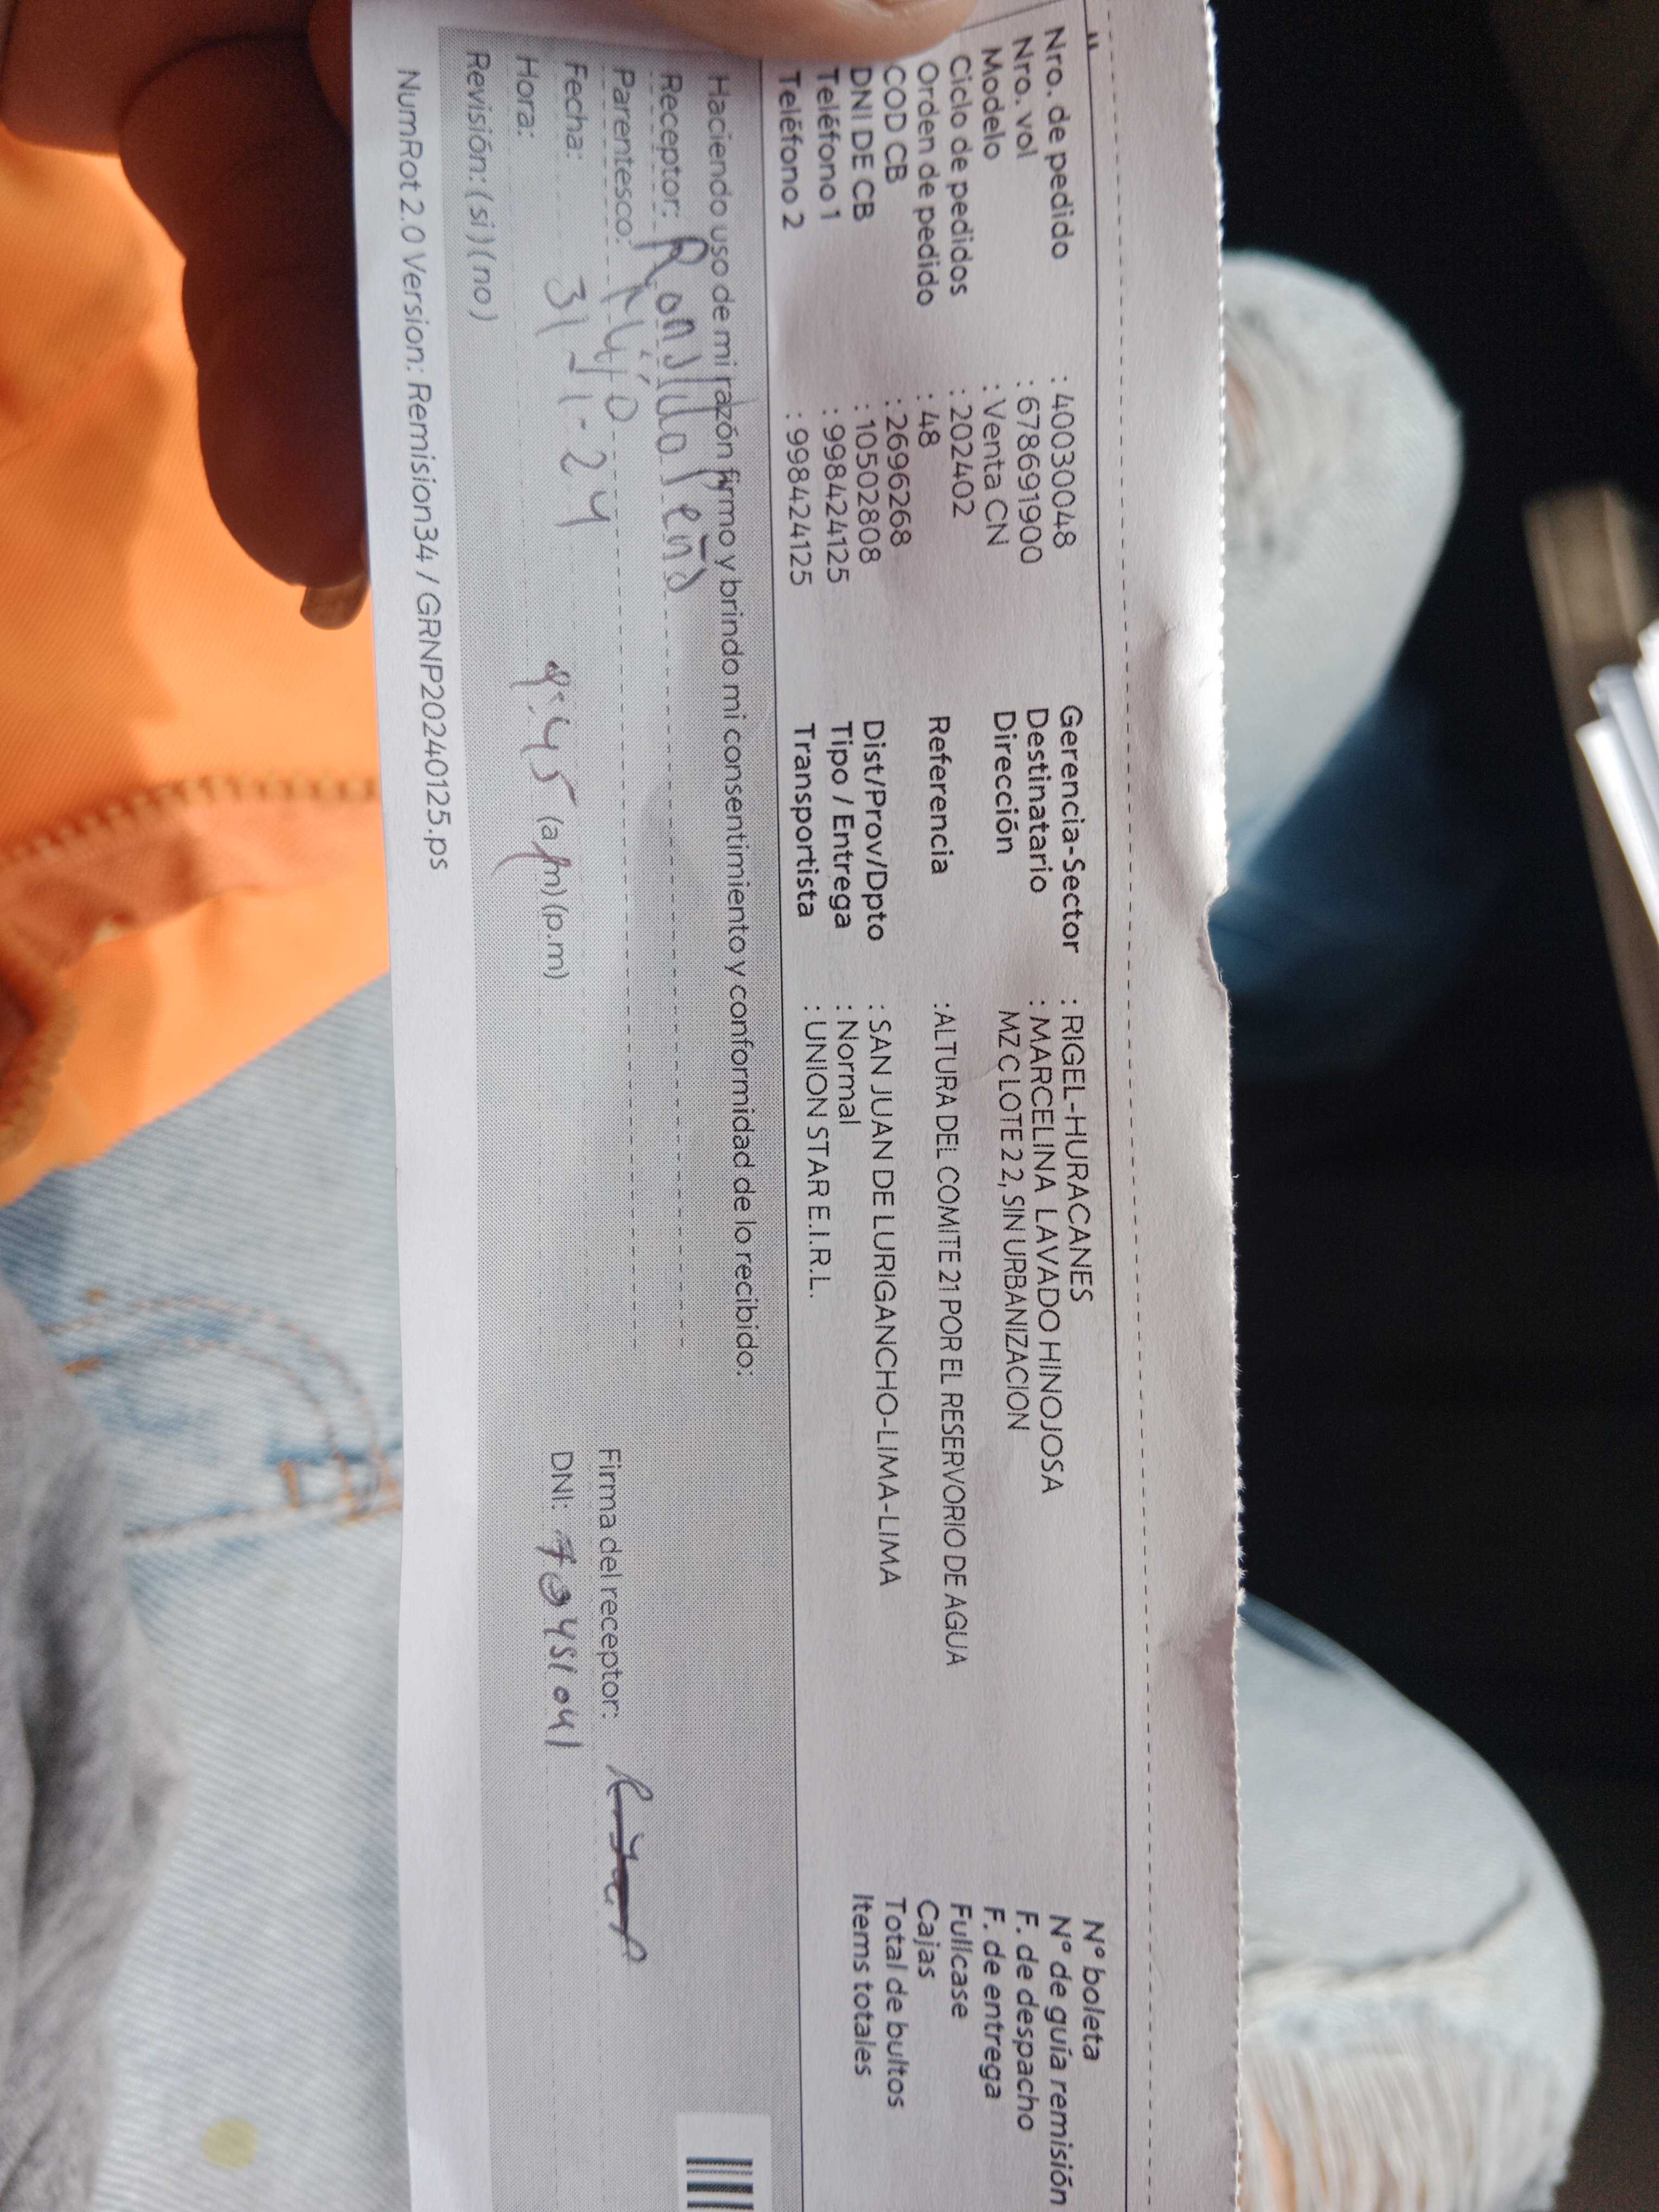 Nro. de pedido : 40030048
Nro. vol : 678691900
Modelo : Venta CN
Ciclo de pedidos : 202402
Orden de pedido : 48
COD CB : 2696268
DNI DE CB : 10502808
Teléfono 1 : 998424125
Teléfono 2 : 998424125
Gerencia-Sector : RIGEL-HURACANES
Destinatario : MARCELINA LAVADO HINOJOSA
Dirección MZ C LOTE 2 2, SIN URBANIZACION
Referencia :ALTURA DEL COMITE 21 POR EL RESERVORIO DE AGUA
Dist/Prov/Dpto : SAN JUAN DE LURIGANCHO-LIMA-LIMA
Tipo / Entrega : Normal
Transportista : UNION STAR E.I.R.L.
N° boleta
N° de guía remisión
F. de despacho
F. de entrega
Fullcase
Cajas
Total de bultos
Items totales
Haciendo uso de mi razón firmo y brindo mi consentimiento y conformidad de lo recibido:
Receptor: Ronaldo Peña
Parentesco:
Fecha: 31-1-24
Hora: 9:45 (a.m) (p.m)
Revisión: (si) (no)
Firma del receptor:
DNI:
NumRot 2.0 Version: Remision34 / GRNP20240125.ps